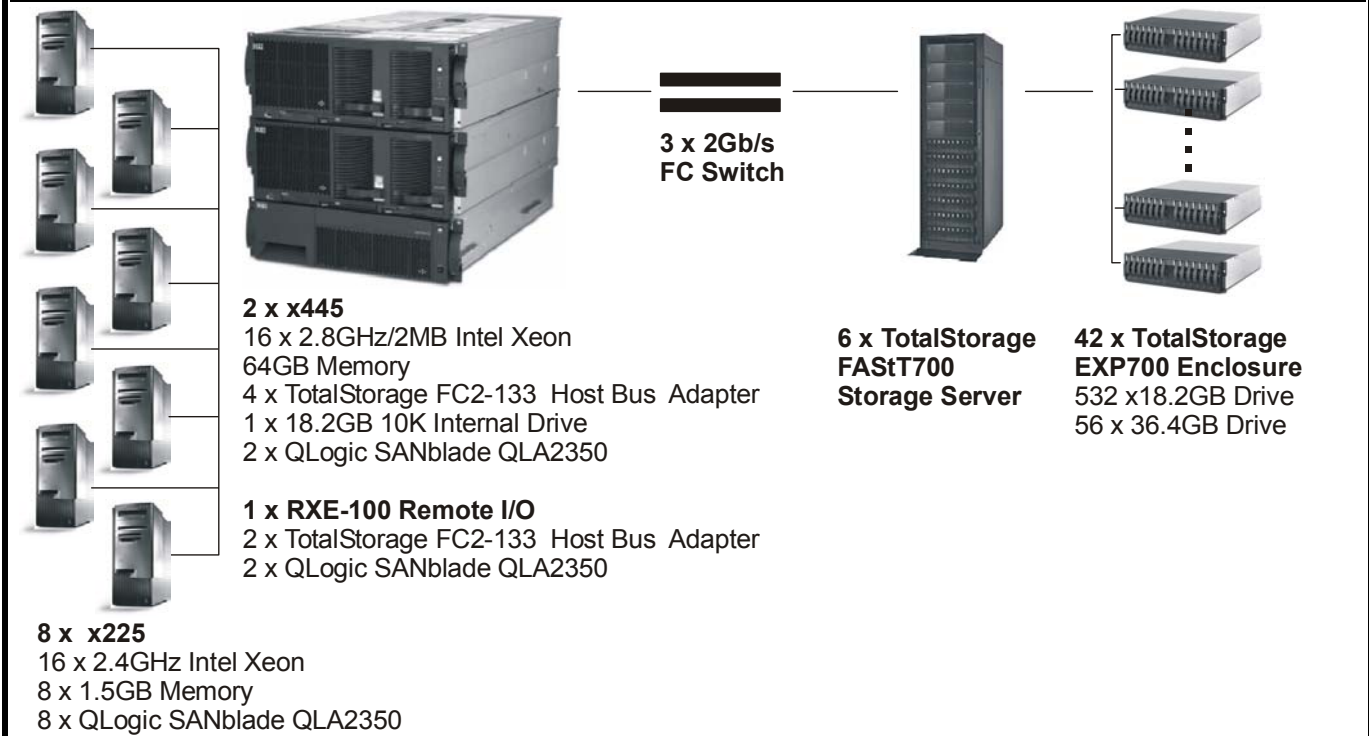 3 x 2Gb/s
FC Switch
2 x x445
16 x 2.8GHz/2MB Intel Xeon
64GB Memory
4 x TotalStorage FC2-133 Host Bus Adapter
1 x 18.2GB 10K Internal Drive
2 x QLogic SANblade QLA2350
1 x RXE-100 Remote I/O
2 x TotalStorage FC2-133 Host Bus Adapter
2 x QLogic SANblade QLA2350
6 x TotalStorage
FAStT700
Storage Server
42 x TotalStorage
EXP700 Enclosure
532 x18.2GB Drive
56 x 36.4GB Drive
8 x x225
16 x 2.4GHz Intel Xeon
8 x 1.5GB Memory
8 x QLogic SANblade QLA2350